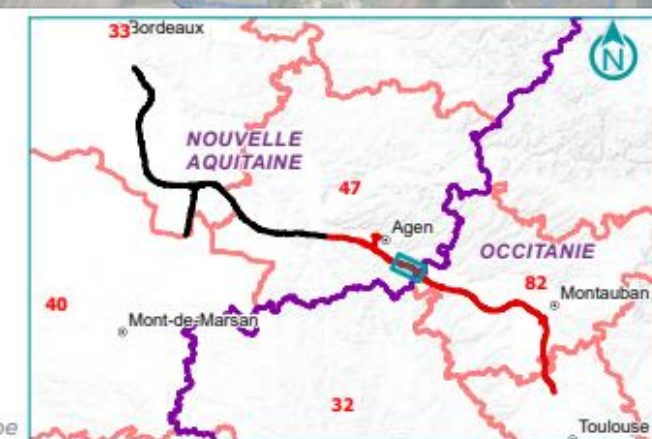 33
Bordeaux
N
NOUVELLE
AQUITAINE
47
Agen
OCCITANIE
82
40
Montauban
Mont-de-Marsan
32
Toulouse